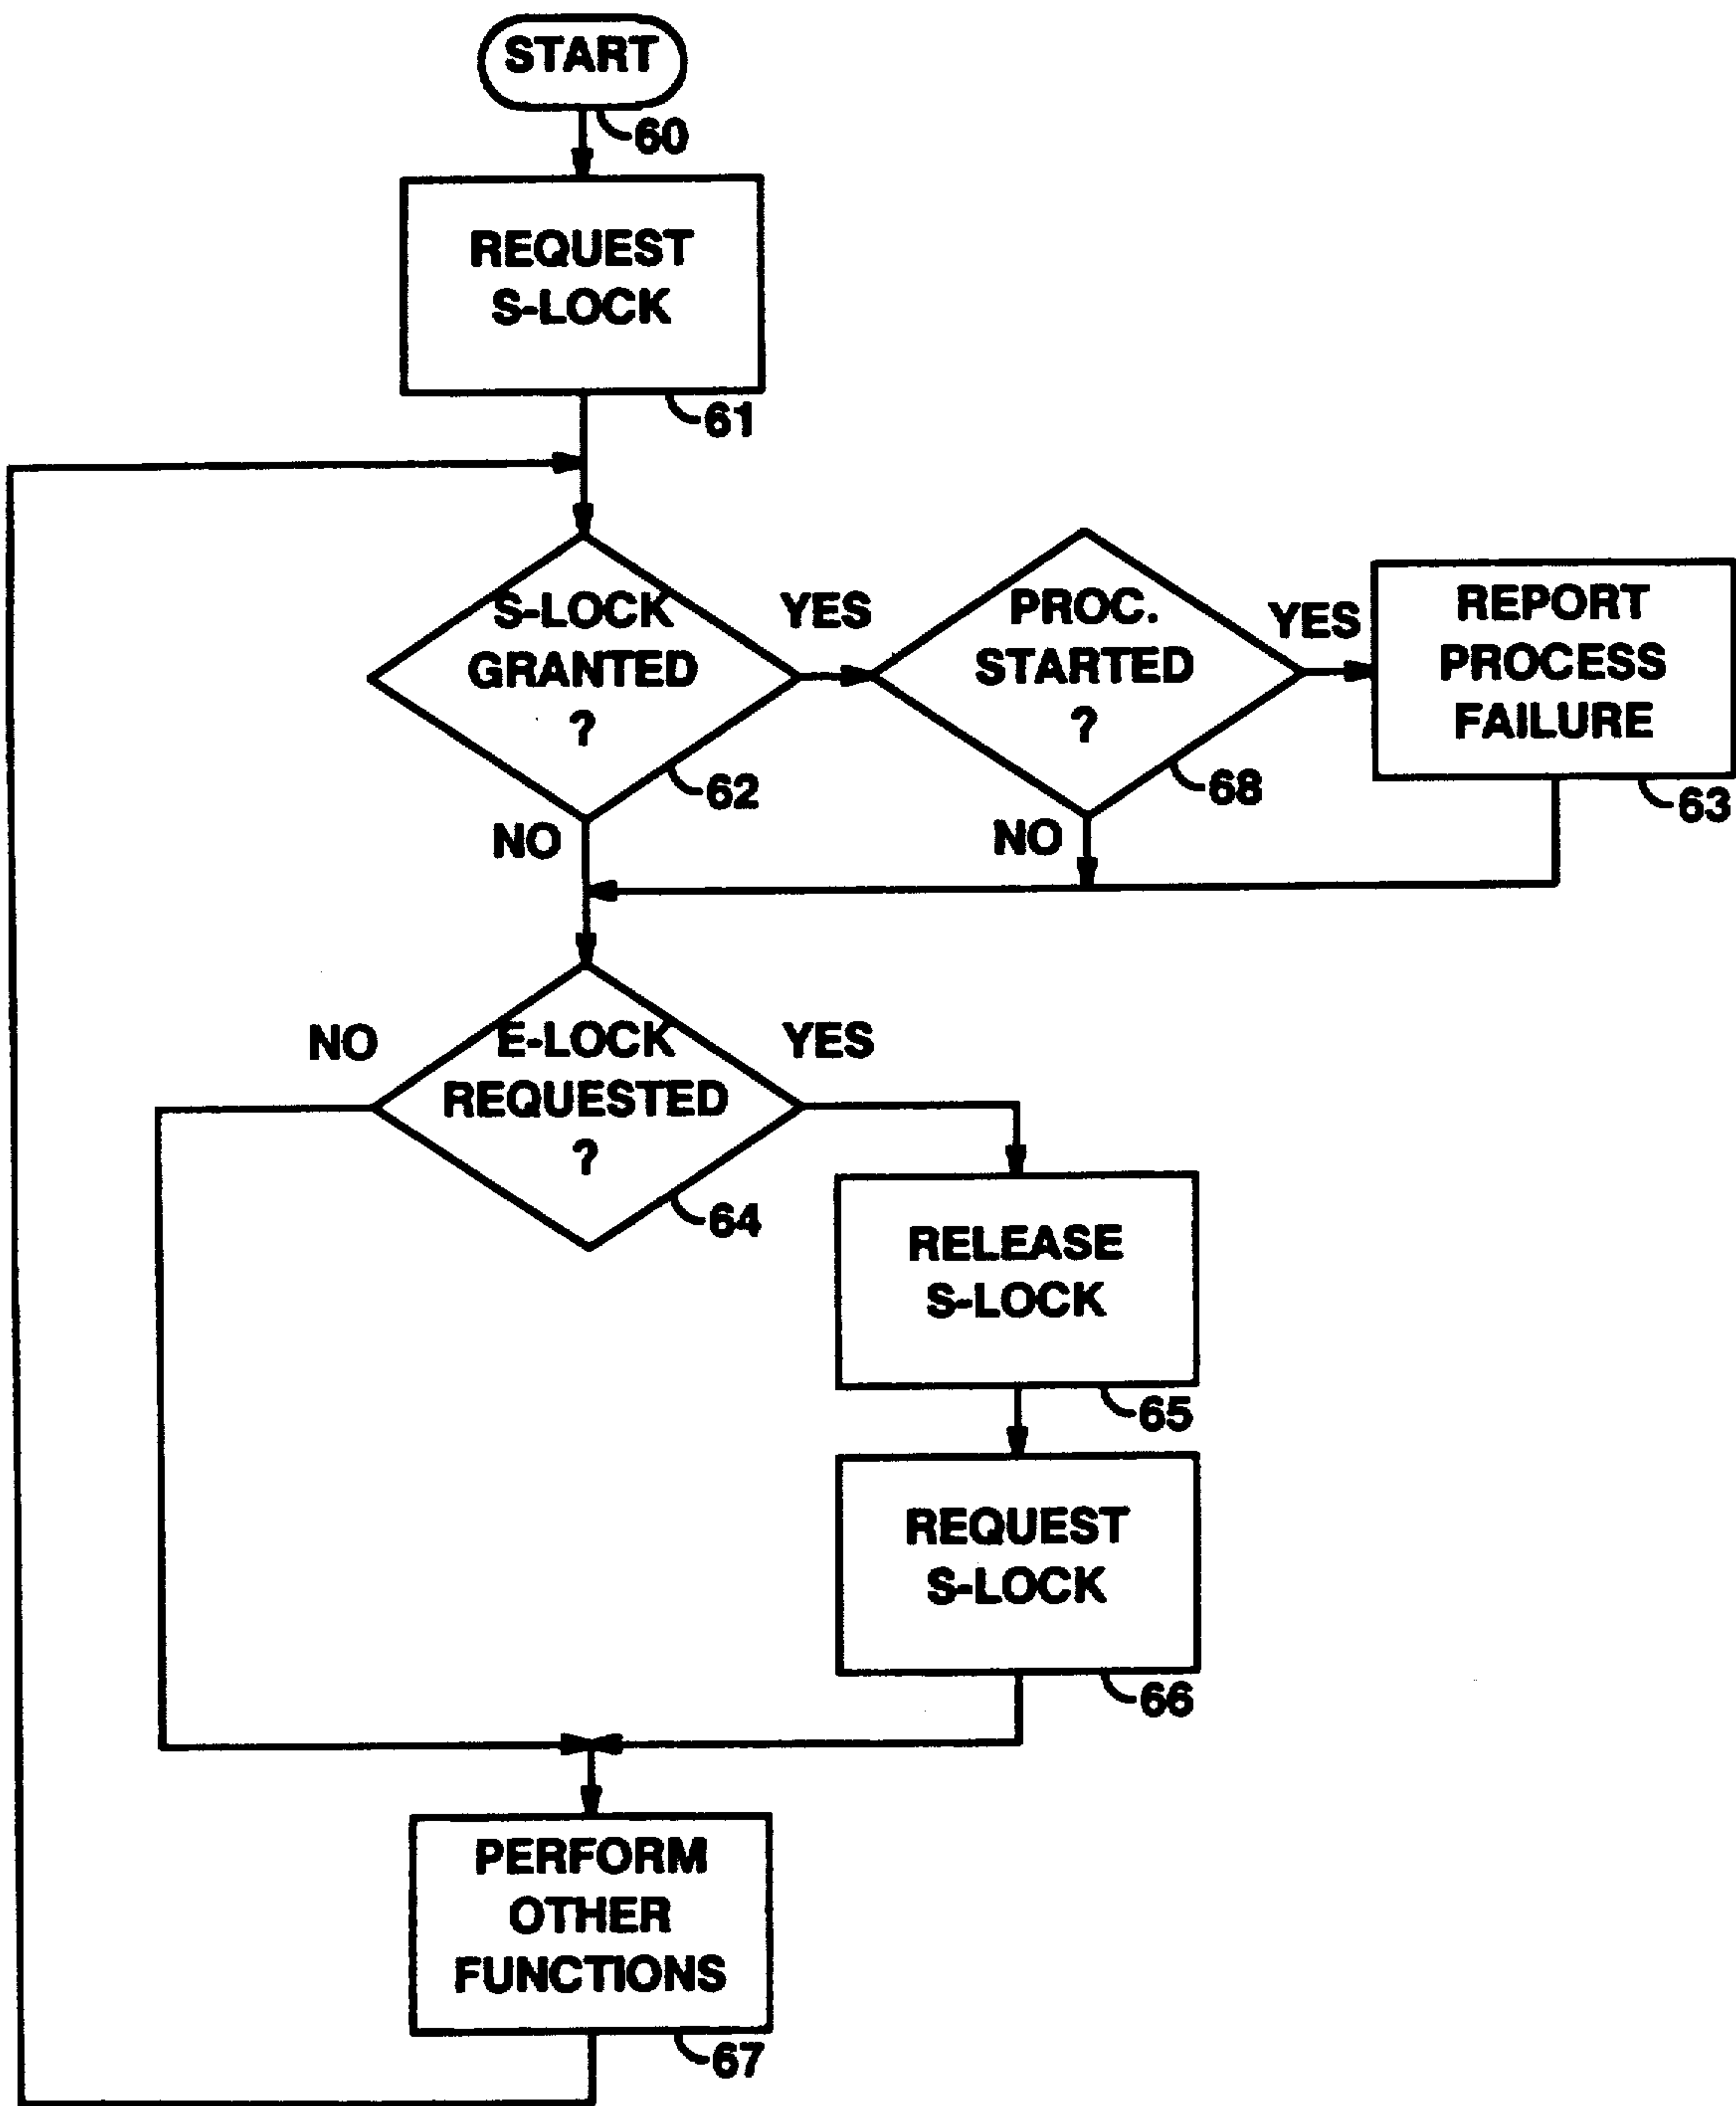 START
60
REQUEST
S-LOCK
61
S-LOCK
GRANTED
?
62
YES
NO
PROC.
STARTED
?
68
YES
NO
REPORT
PROCESS
FAILURE
63
E-LOCK
REQUESTED
?
64
NO
YES
RELEASE
S-LOCK
65
REQUEST
S-LOCK
66
PERFORM
OTHER
FUNCTIONS
67